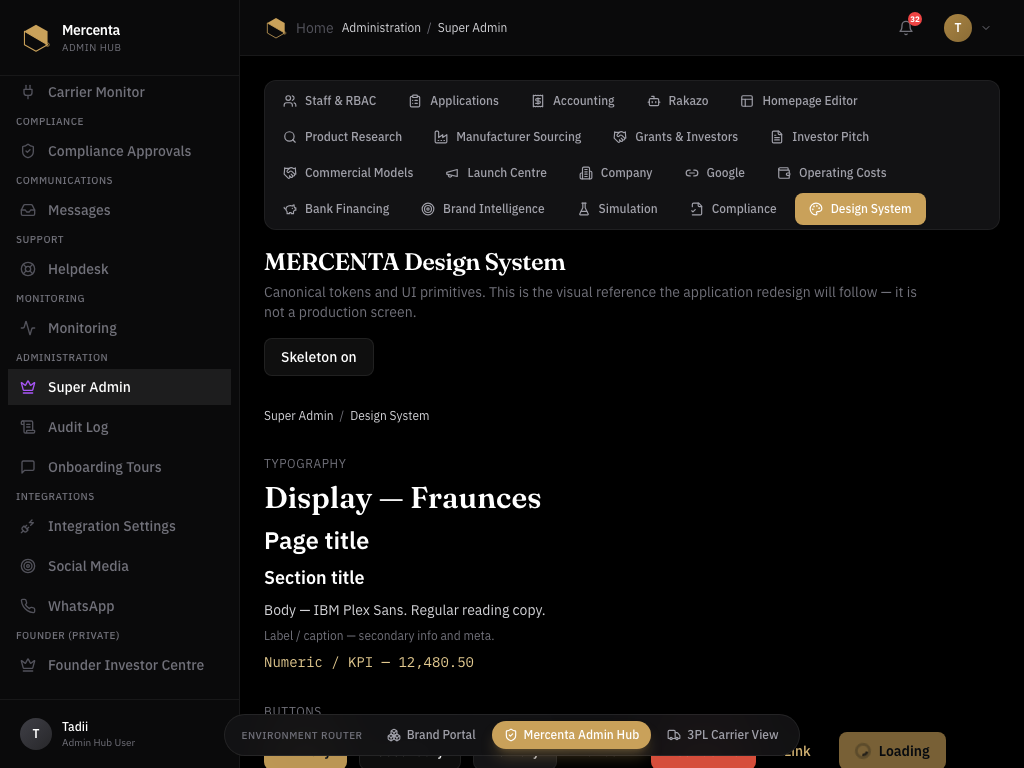 Mercenta
ADMIN HUB
Carrier Monitor
COMPLIANCE
Compliance Approvals
COMMUNICATIONS
Messages
SUPPORT
Helpdesk
MONITORING
Monitoring
ADMINISTRATION
Super Admin
Audit Log
Onboarding Tours
INTEGRATIONS
Integration Settings
Social Media
WhatsApp
FOUNDER (PRIVATE)
Founder Investor Centre
T
Tadii
Admin Hub User
Home Administration / Super Admin
32
T
Staff & RBAC Applications Accounting Rakazo Homepage Editor
Product Research Manufacturer Sourcing Grants & Investors Investor Pitch
Commercial Models Launch Centre Company Google Operating Costs
Bank Financing Brand Intelligence Simulation Compliance Design System
MERCENTA Design System
Canonical tokens and UI primitives. This is the visual reference the application redesign will follow — it is
not a production screen.
Skeleton on
Super Admin / Design System
TYPOGRAPHY
Display — Fraunces
Page title
Section title
Body — IBM Plex Sans. Regular reading copy.
Label / caption — secondary info and meta.
Numeric / KPI — 12,480.50
BUTTONS
Loading
ENVIRONMENT ROUTER Brand Portal Mercenta Admin Hub 3PL Carrier View